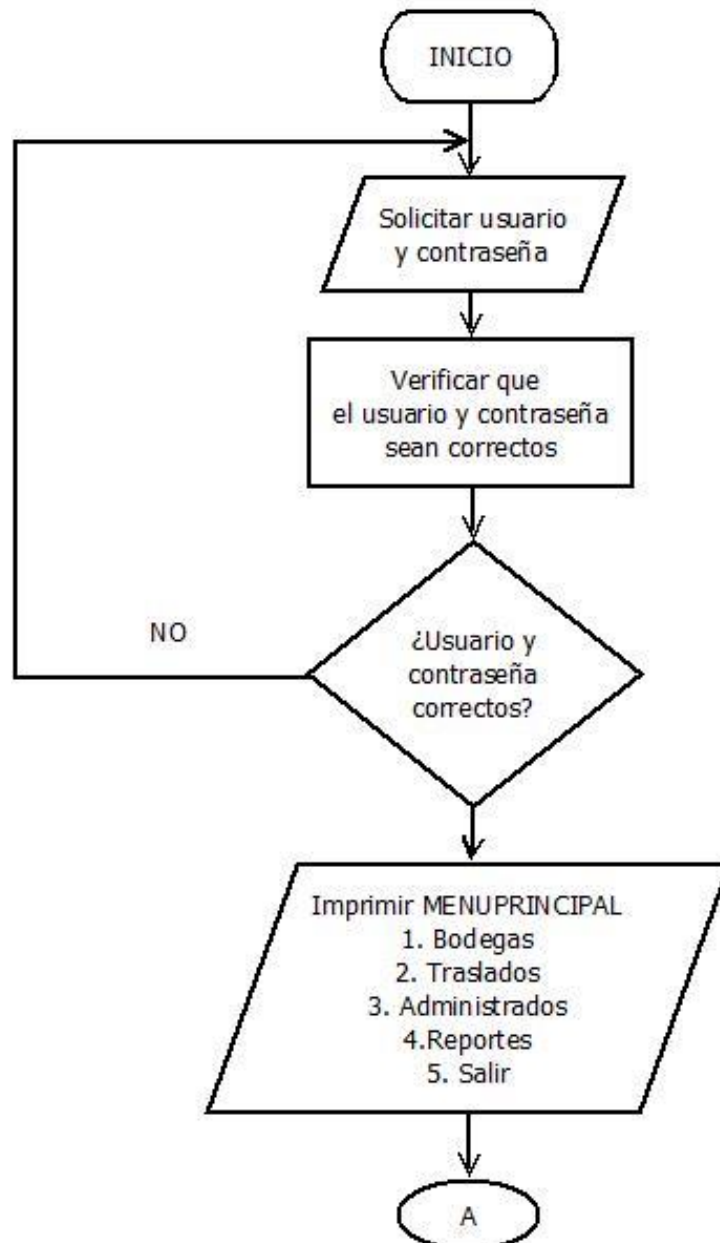 INICIO
Solicitar usuario
y contraseña
Verificar que
el usuario y contraseña
sean correctos
NO
¿Usuario y
contraseña
correctos?
Imprimir MENUPRINCIPAL
1. Bodegas
2. Traslados
3. Administrados
4.Reportes
5. Salir
A